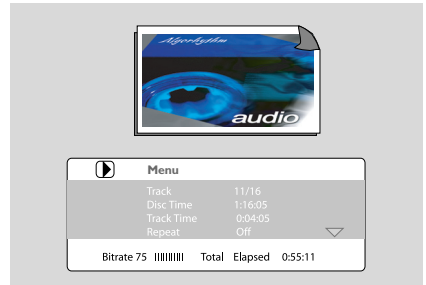 Algorhythm
audio
Menu
Track 11/16
Disc Time 1:16:05
Track Time 0:04:05
Repeat Off
Bitrate 75 Total Elapsed 0:55:11